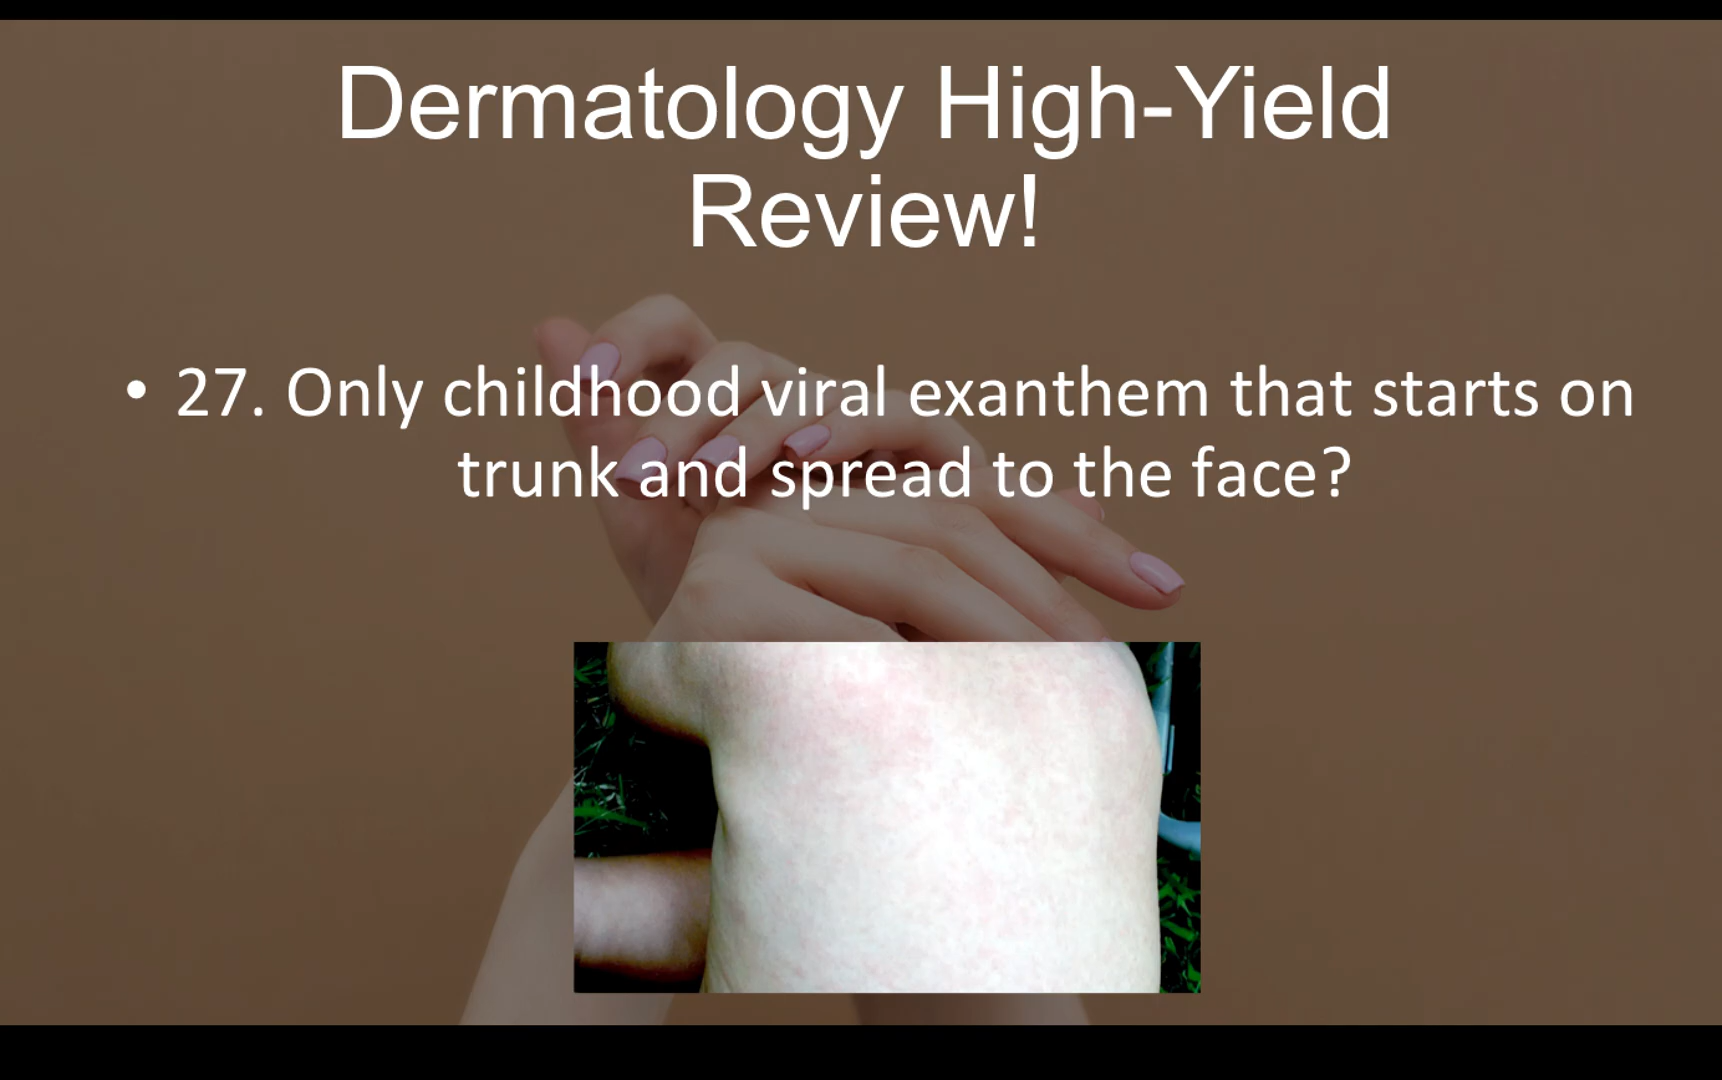 Dermatology High-Yield
Review!
• 27. Only childhood viral exanthem that starts on
trunk and spread to the face?